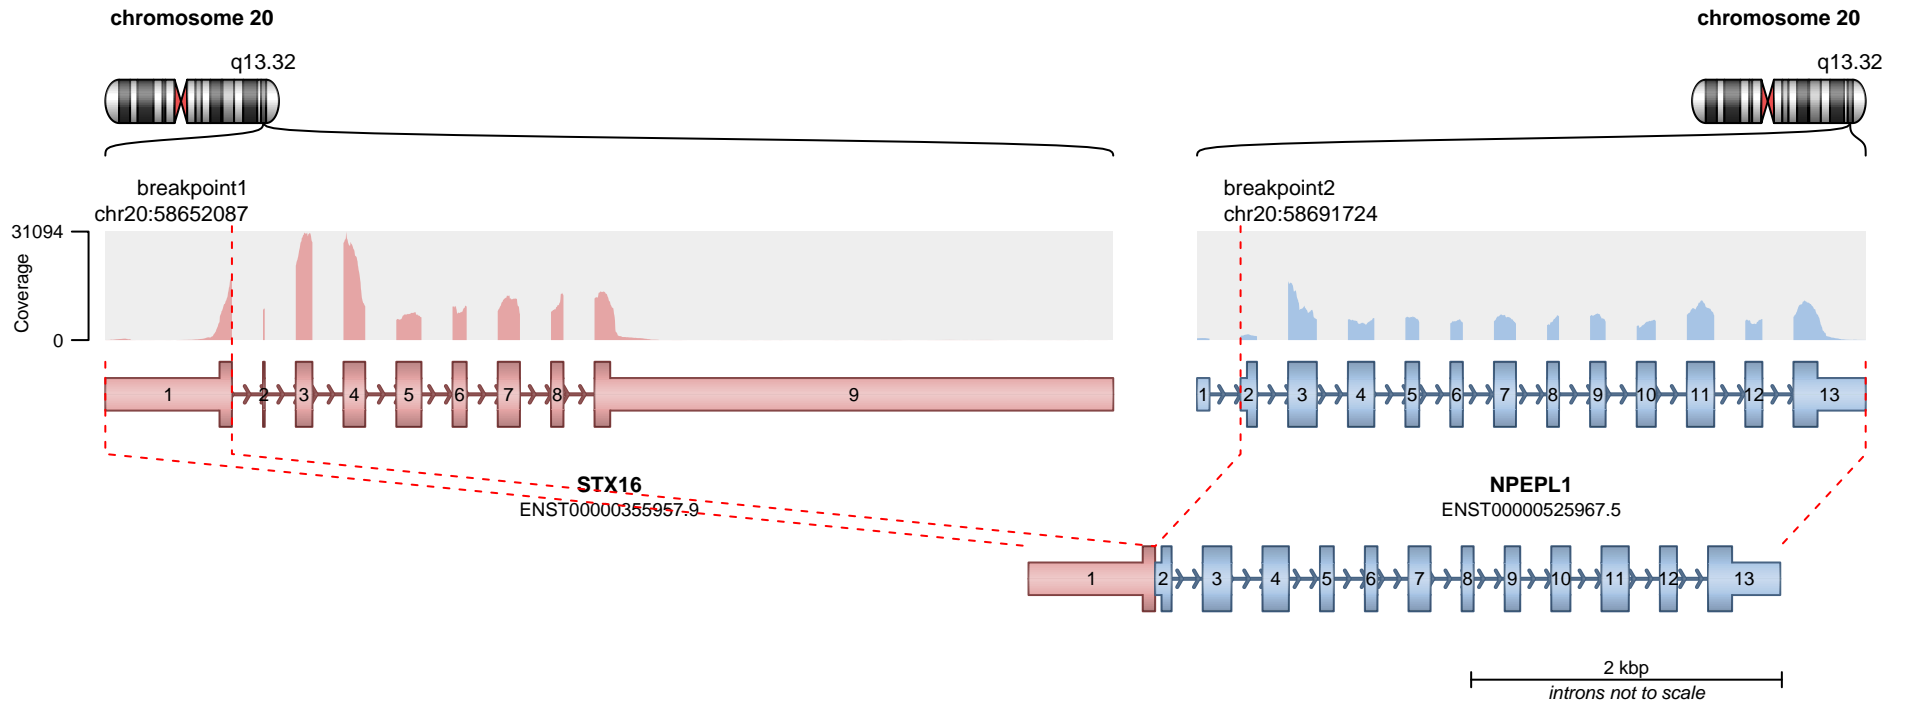 chromosome 20
chromosome 20
q13.32
q13.32
breakpoint1
chr20:58652087
breakpoint2
chr20:58691724
31094
Coverage
0
1 2 3 4 5 6 7 8 9
1 2 3 4 5 6 7 8 9 10 11 12 13
STX16
ENST00000355957.9
NPEPL1
ENST00000525967.5
1 2 3 4 5 6 7 8 9 10 11 12 13
2 kbp
introns not to scale